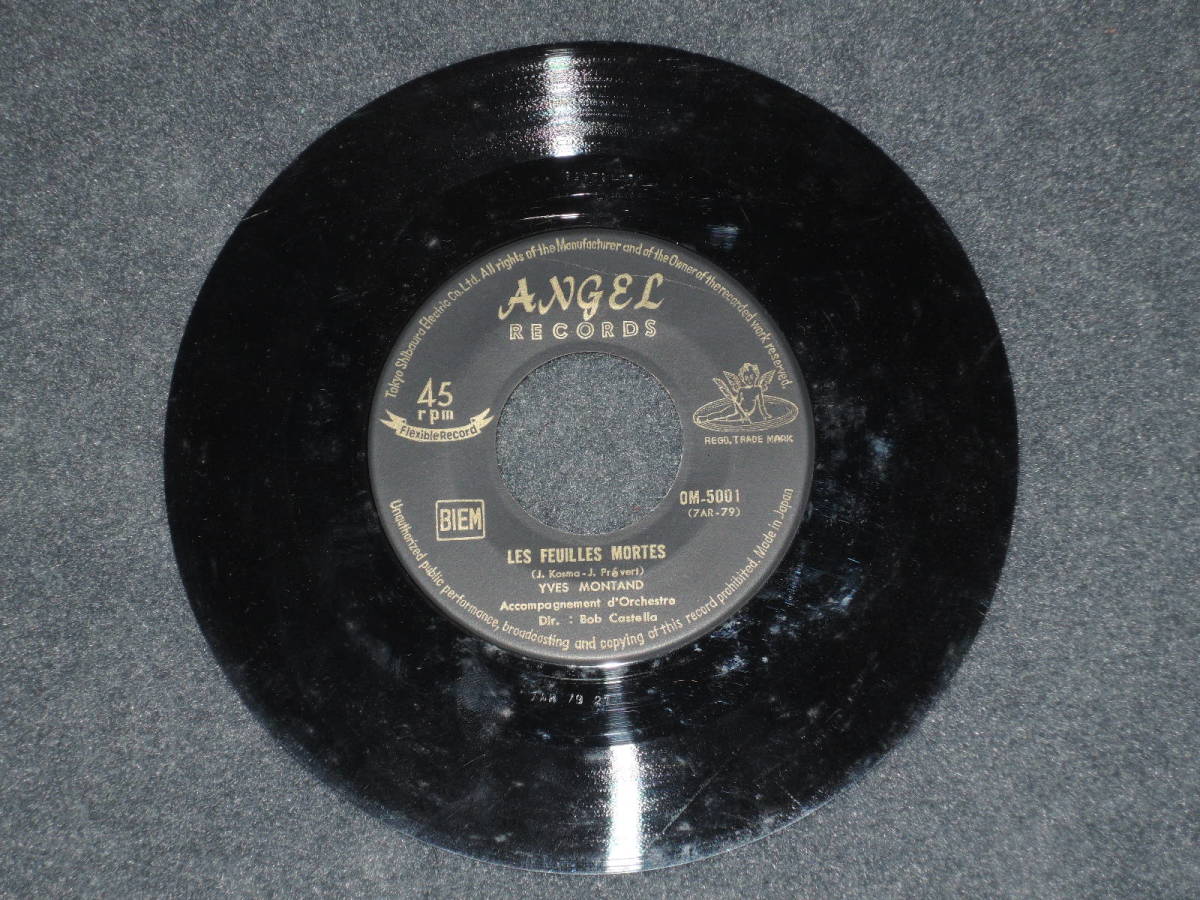 Tokyo Shibaura Electric Co., Ltd. All rights of the Manufacturer and of the Owner of the recorded work reserved.
ANGEL
RECORDS
45
rpm
Flexible Record
REGD. TRADE MARK
BIEM
OM-5001
(7AR-79)
LES FEUILLES MORTES
(J. Kosma-J. Prévert)
YVES MONTAND
Accompagnement d'Orchestre
Dir. : Bob Castella
Unauthorized public performance, broadcasting and copying of this record prohibited. Made in Japan